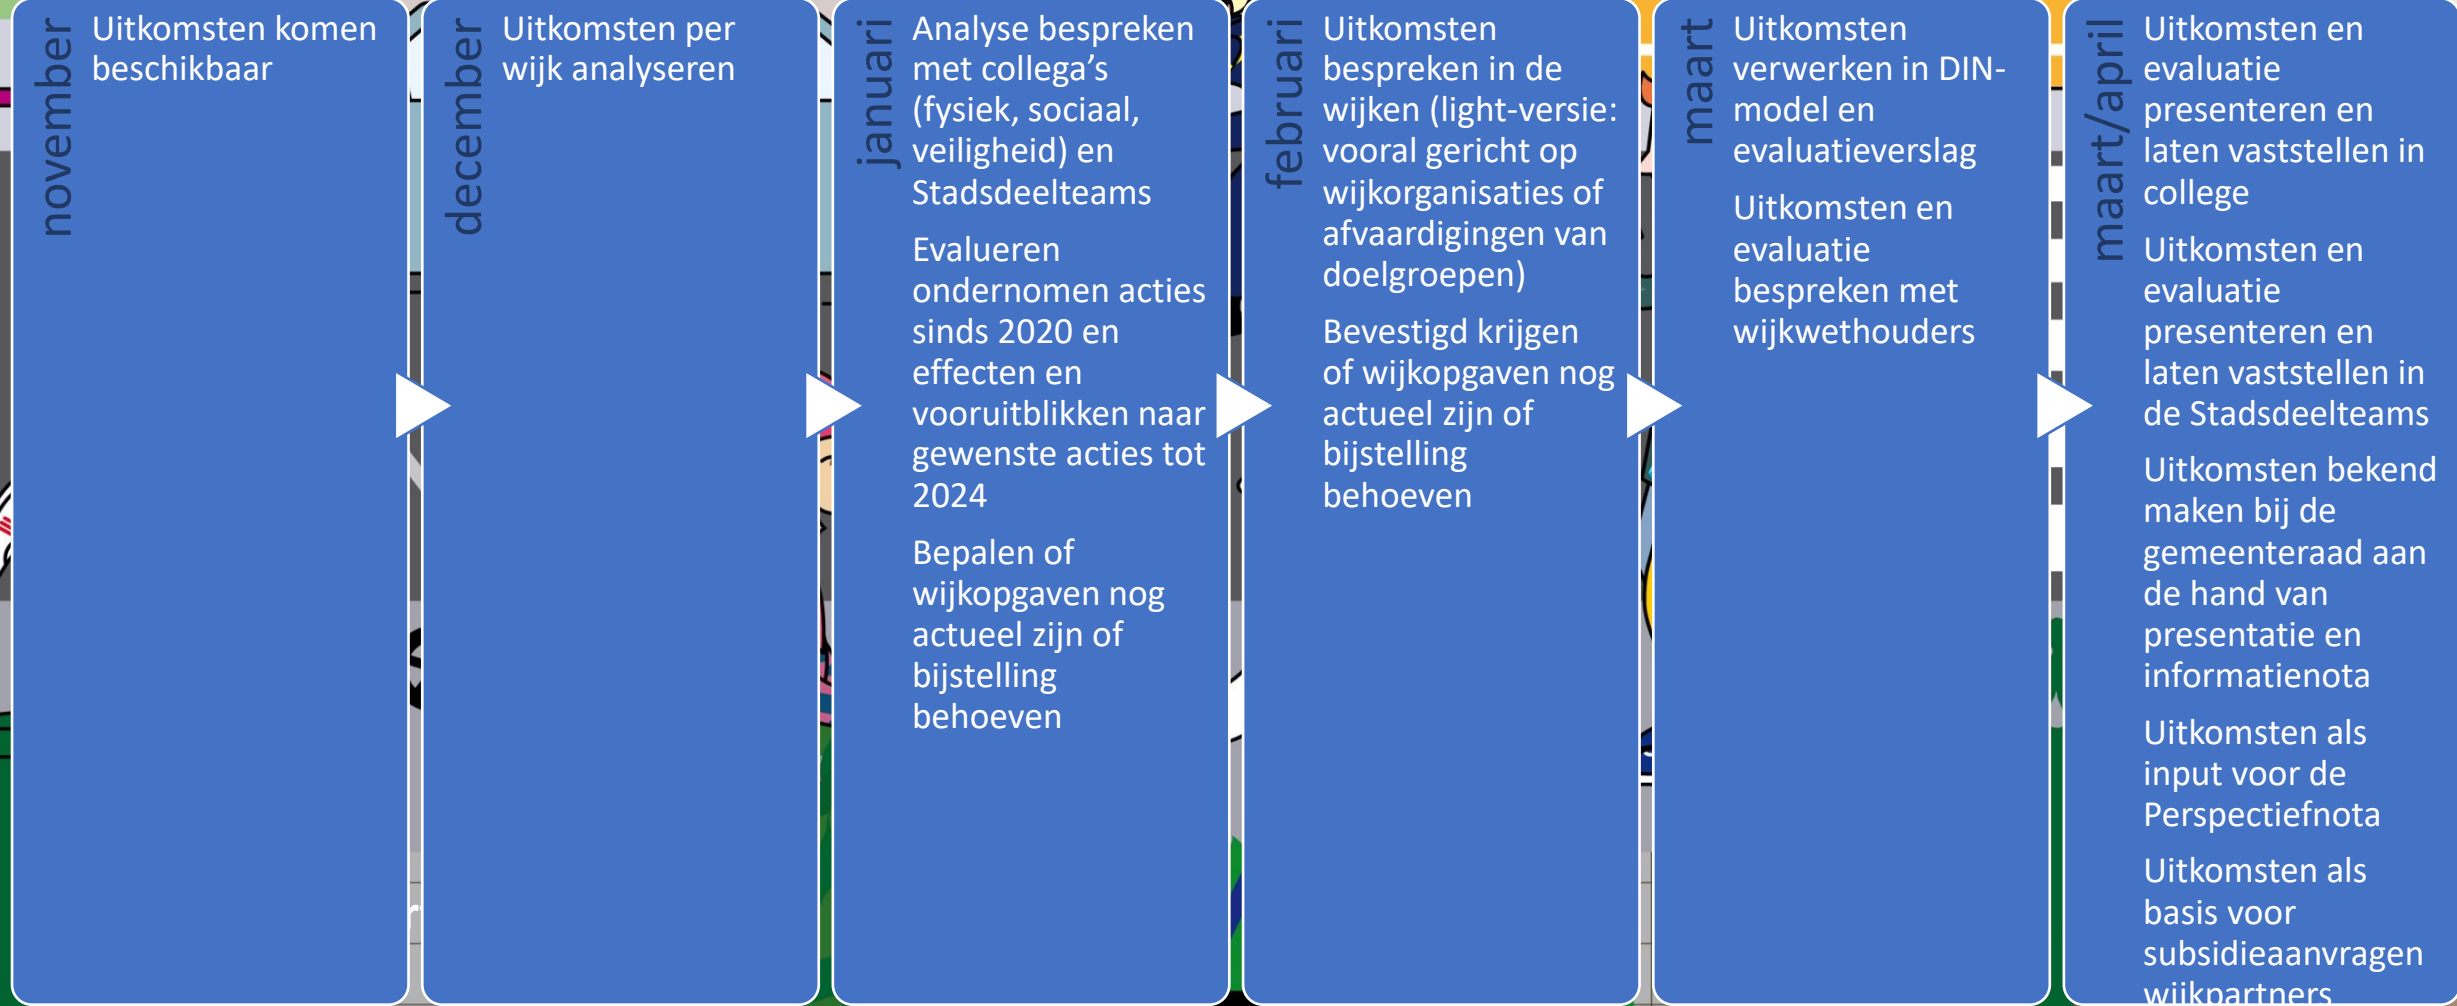 november
Uitkomsten komen
beschikbaar
december
Uitkomsten per
wijk analyseren
januari
Analyse bespreken
met collega’s
(fysiek, sociaal,
veiligheid) en
Stadsdeelteams
Evalueren
ondernomen acties
sinds 2020 en
effecten en
vooruitblikken naar
gewenste acties tot
2024
Bepalen of
wijkopgaven nog
actueel zijn of
bijstelling
behoeven
februari
Uitkomsten
bespreken in de
wijken (light-versie:
vooral gericht op
wijkorganisaties of
afvaardigingen van
doelgroepen)
Bevestigd krijgen
of wijkopgaven nog
actueel zijn of
bijstelling
behoeven
maart
Uitkomsten
verwerken in DIN-
model en
evaluatieverslag
Uitkomsten en
evaluatie
bespreken met
wijkwethouders
maart/april
Uitkomsten en
evaluatie
presenteren en
laten vaststellen in
college
Uitkomsten en
evaluatie
presenteren en
laten vaststellen in
de Stadsdeelteams
Uitkomsten bekend
maken bij de
gemeenteraad aan
de hand van
presentatie en
informatienota
Uitkomsten als
input voor de
Perspectiefnota
Uitkomsten als
basis voor
subsidieaanvragen
wijkpartners